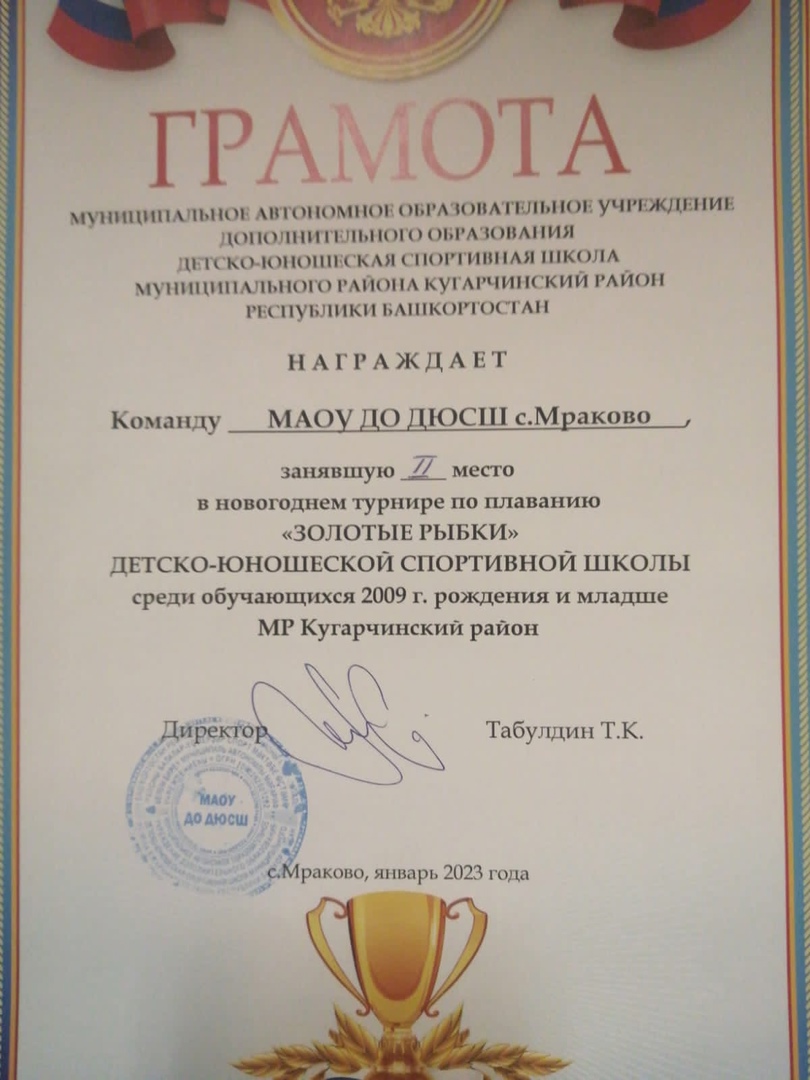 ГРАМОТА
МУНИЦИПАЛЬНОЕ АВТОНОМНОЕ ОБРАЗОВАТЕЛЬНОЕ УЧРЕЖДЕНИЕ
ДОПОЛНИТЕЛЬНОГО ОБРАЗОВАНИЯ
ДЕТСКО-ЮНОШЕСКАЯ СПОРТИВНАЯ ШКОЛА
МУНИЦИПАЛЬНОГО РАЙОНА КУГАРЧИНСКИЙ РАЙОН
РЕСПУБЛИКИ БАШКОРТОСТАН
НАГРАЖДАЕТ
Команду МАОУ ДО ДЮСШ с.Мраково,
занявшую II место
в новогоднем турнире по плаванию
«ЗОЛОТЫЕ РЫБКИ»
ДЕТСКО-ЮНОШЕСКОЙ СПОРТИВНОЙ ШКОЛЫ
среди обучающихся 2009 г. рождения и младше
МР Кугарчинский район
Директор Табулдин Т.К.
МАОУ
ДО ДЮСШ
с.Мраково, январь 2023 года